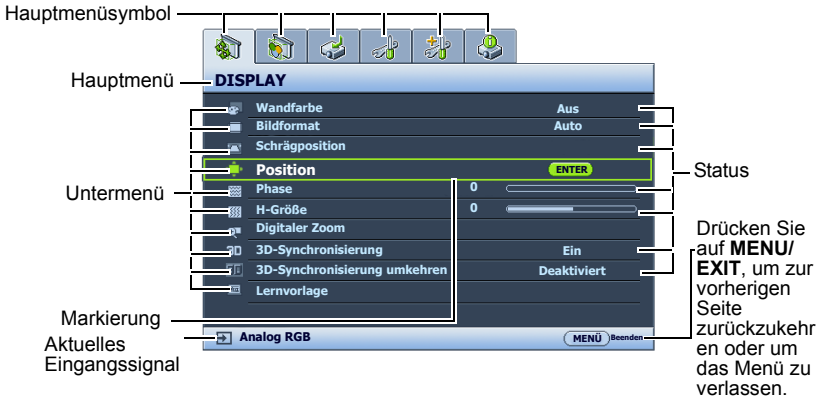 Hauptmenüsymbol
Hauptmenü
DISPLAY
Wandfarbe Aus
Bildformat Auto
Schrägposition
Position ENTER
Status
Untermenü
Phase 0
H-Größe 0
Digitaler Zoom
3D-Synchronisierung Ein
3D-Synchronisierung umkehren Deaktiviert
Lernvorlage
Markierung
Aktuelles
Eingangssignal
Analog RGB
MENÜ Beenden
Drücken Sie
auf MENU/
EXIT, um zur
vorherigen
Seite
zurückzukehr
en oder um
das Menü zu
verlassen.